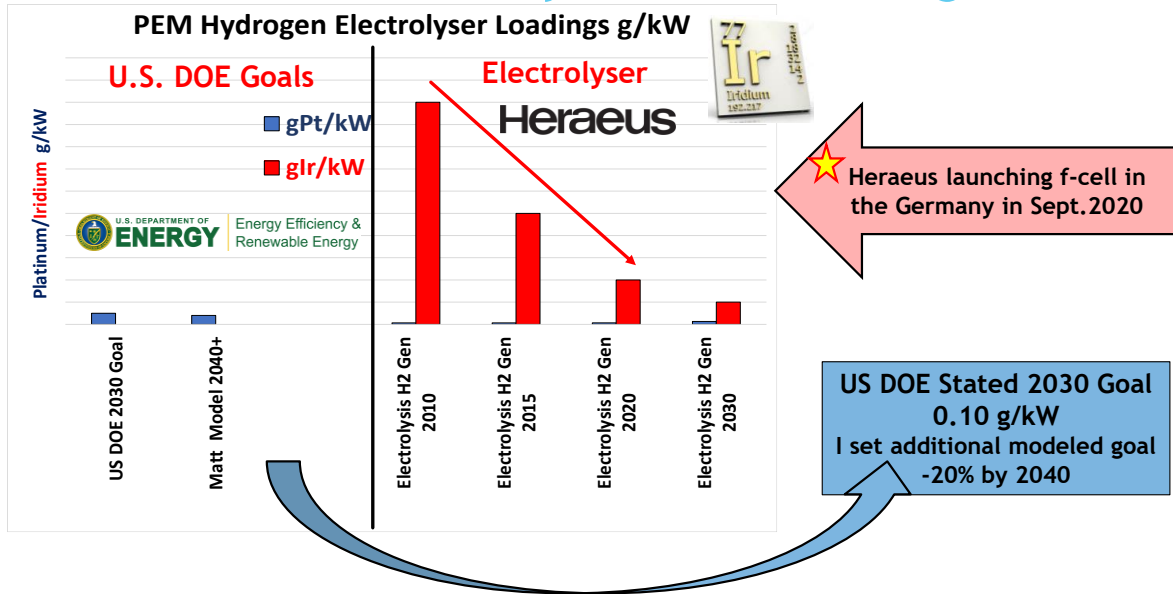 PEM Hydrogen Electrolyser Loadings g/kW
U.S. DOE Goals
Electrolyser
Heraeus
gPt/kW
gIr/kW
U.S. DEPARTMENT OF
ENERGY
Energy Efficiency &
Renewable Energy
Platinum/Iridium g/kW
US DOE 2030 Goal
Matt Model 2040+
Electrolysis H2 Gen
2010
Electrolysis H2 Gen
2015
Electrolysis H2 Gen
2020
Electrolysis H2 Gen
2030
77
Ir
Iridium
192.217
Heraeus launching f-cell in
the Germany in Sept.2020
US DOE Stated 2030 Goal
0.10 g/kW
I set additional modeled goal
-20% by 2040